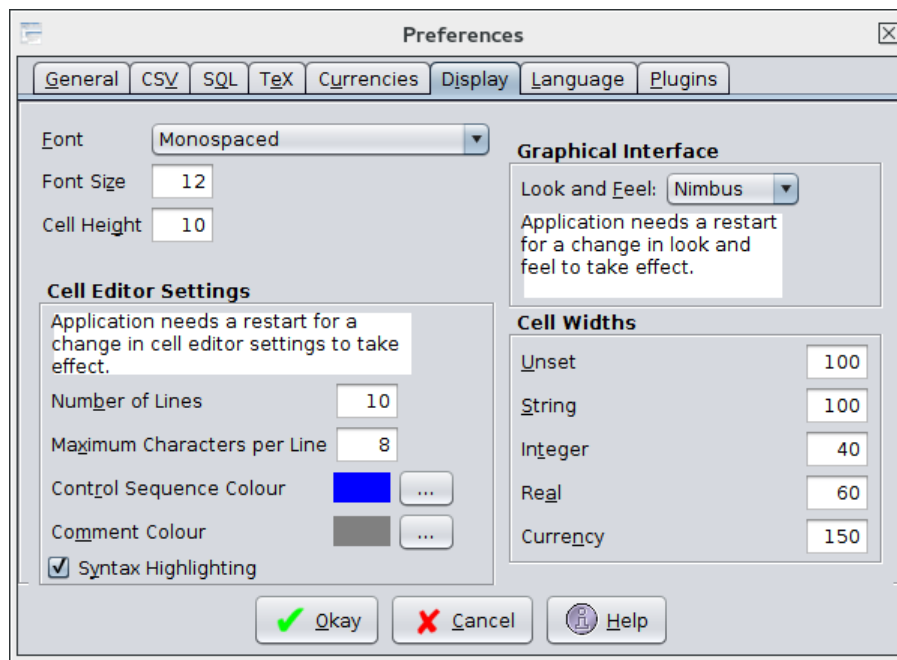 Preferences
General CSV SQL TeX Currencies Display Language Plugins
Font Monospaced
Font Size 12
Cell Height 10
Cell Editor Settings
Application needs a restart for a
change in cell editor settings to take
effect.
Number of Lines 10
Maximum Characters per Line 8
Control Sequence Colour ...
Comment Colour ...
Syntax Highlighting
Graphical Interface
Look and Feel: Nimbus
Application needs a restart
for a change in look and
feel to take effect.
Cell Widths
Unset 100
String 100
Integer 40
Real 60
Currency 150
Okay Cancel Help